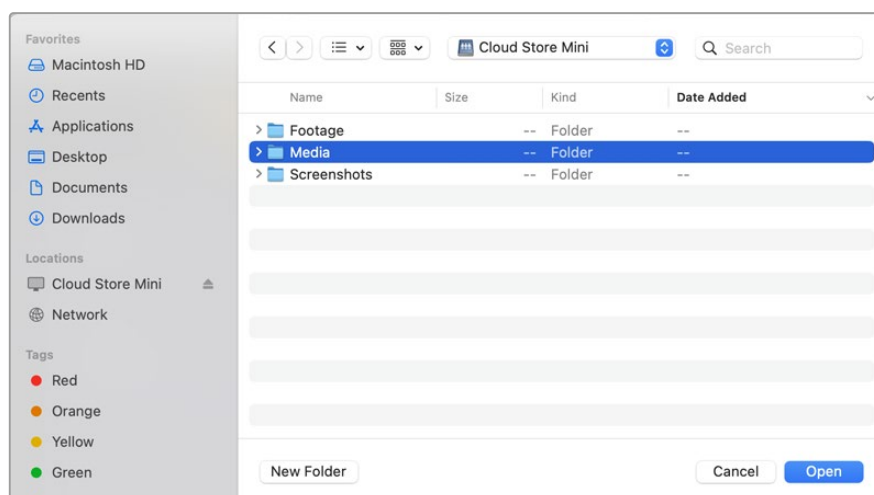 Favorites
Macintosh HD
Recents
Applications
Desktop
Documents
Downloads
Locations
Cloud Store Mini
Network
Tags
Red
Orange
Yellow
Green
Cloud Store Mini
Search
Name Size Kind Date Added
Footage -- Folder --
Media -- Folder --
Screenshots -- Folder --
New Folder Cancel Open